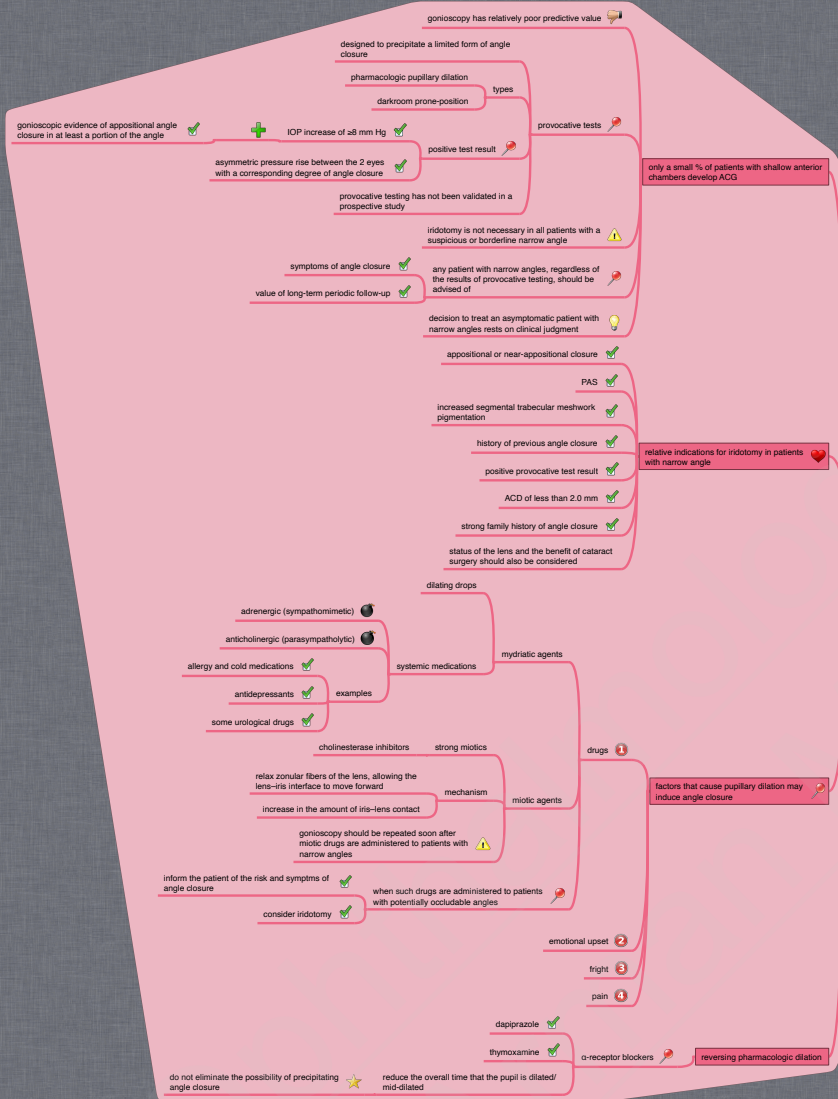 gonioscopy has relatively poor predictive value
designed to precipitate a limited form of angle
closure
pharmacologic pupillary dilation
types
darkroom prone-position
provocative tests
gonioscopic evidence of appositional angle
closure in at least a portion of the angle
IOP increase of ≥8 mm Hg
positive test result
asymmetric pressure rise between the 2 eyes
with a corresponding degree of angle closure
only a small % of patients with shallow anterior
chambers develop ACG
provocative testing has not been validated in a
prospective study
iridotomy is not necessary in all patients with a
suspicious or borderline narrow angle
symptoms of angle closure
any patient with narrow angles, regardless of
the results of provocative testing, should be
advised of
value of long-term periodic follow-up
decision to treat an asymptomatic patient with
narrow angles rests on clinical judgment
appositional or near-appositional closure
PAS
increased segmental trabecular meshwork
pigmentation
history of previous angle closure
relative indications for iridotomy in patients
with narrow angle
positive provocative test result
ACD of less than 2.0 mm
strong family history of angle closure
status of the lens and the benefit of cataract
surgery should also be considered
dilating drops
adrenergic (sympathomimetic)
anticholinergic (parasympatholytic)
mydriatic agents
systemic medications
allergy and cold medications
antidepressants
examples
some urological drugs
cholinesterase inhibitors
strong miotics
drugs
1
relax zonular fibers of the lens, allowing the
lens–iris interface to move forward
mechanism
increase in the amount of iris–lens contact
miotic agents
factors that cause pupillary dilation may
induce angle closure
gonioscopy should be repeated soon after
miotic drugs are administered to patients with
narrow angles
inform the patient of the risk and symptms of
angle closure
when such drugs are administered to patients
with potentially occludable angles
consider iridotomy
emotional upset
2
fright
3
pain
4
dapiprazole
thymoxamine
α-receptor blockers
reversing pharmacologic dilation
do not eliminate the possibility of precipitating
angle closure
reduce the overall time that the pupil is dilated/
mid-dilated